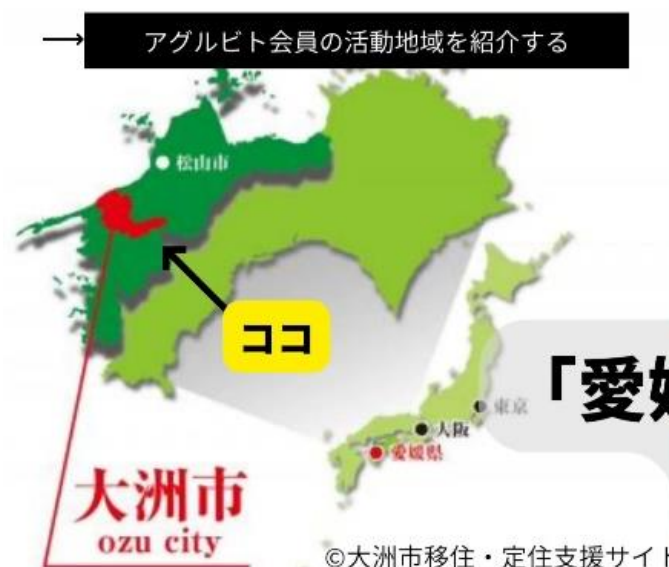 → アグルビト会員の活動地域を紹介する
松山市
ココ
「愛
東京
大阪
愛媛県
大洲市
ozu city
©大洲市移住・定住支援サイト